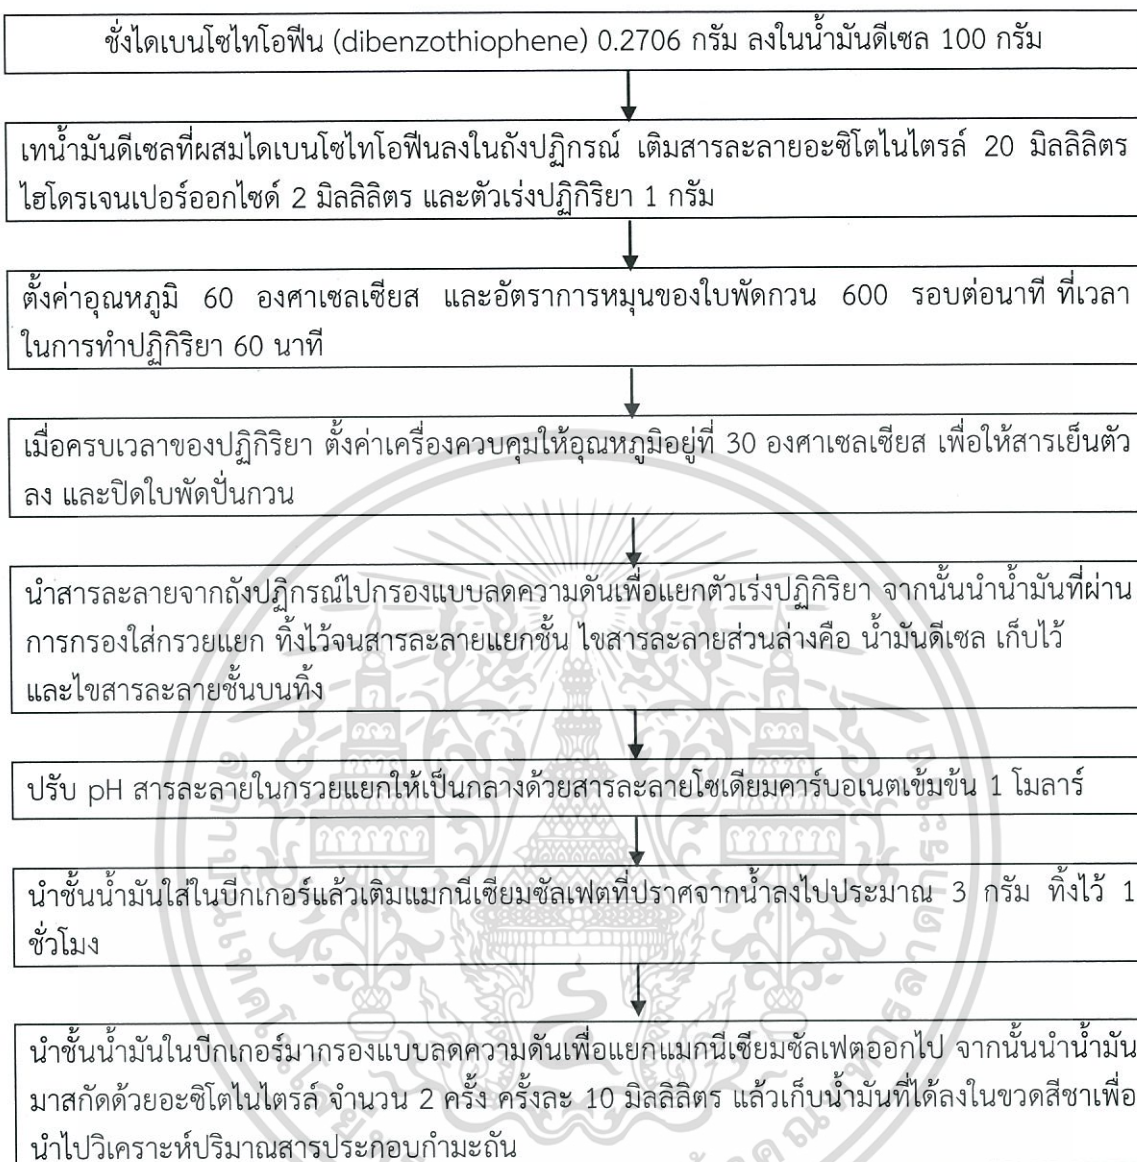 ชั่งไดเบนโซไทโอฟีน (dibenzothiophene) 0.2706 กรัม ลงในน้ำมันดีเซล 100 กรัม
เทน้ำมันดีเซลที่ผสมไดเบนโซไทโอฟีนลงในถังปฏิกรณ์ เติมสารละลายอะซิโตไนไตรล์ 20 มิลลิลิตร
ไฮโดรเจนเปอร์ออกไซด์ 2 มิลลิลิตร และตัวเร่งปฏิกิริยา 1 กรัม
ตั้งค่าอุณหภูมิ 60 องศาเซลเซียส และอัตราการหมุนของใบพัดกวน 600 รอบต่อนาที ที่เวลา
ในการทำปฏิกิริยา 60 นาที
เมื่อครบเวลาของปฏิกิริยา ตั้งค่าเครื่องควบคุมให้อุณหภูมิอยู่ที่ 30 องศาเซลเซียส เพื่อให้สารเย็นตัว
ลง และปิดใบพัดปั่นกวน
นำสารละลายจากถังปฏิกรณ์ไปกรองแบบลดความดันเพื่อแยกตัวเร่งปฏิกิริยา จากนั้นนำน้ำมันที่ผ่าน
การกรองใส่กรวยแยก ทิ้งไว้จนสารละลายแยกชั้น ไขสารละลายส่วนล่างคือ น้ำมันดีเซล เก็บไว้
และไขสารละลายชั้นบนทิ้ง
ปรับ pH สารละลายในกรวยแยกให้เป็นกลางด้วยสารละลายโซเดียมคาร์บอเนตเข้มข้น 1 โมลาร์
นำชั้นน้ำมันใส่ในบีกเกอร์แล้วเติมแมกนีเซียมซัลเฟตที่ปราศจากน้ำลงไปประมาณ 3 กรัม ทิ้งไว้ 1
ชั่วโมง
นำชั้นน้ำมันในบีกเกอร์มากรองแบบลดความดันเพื่อแยกแมกนีเซียมซัลเฟตออกไป จากนั้นนำน้ำมัน
มาสกัดด้วยอะซิโตไนไตรล์ จำนวน 2 ครั้ง ครั้งละ 10 มิลลิลิตร แล้วเก็บน้ำมันที่ได้ลงในขวดสีชาเพื่อ
นำไปวิเคราะห์ปริมาณสารประกอบกำมะถัน